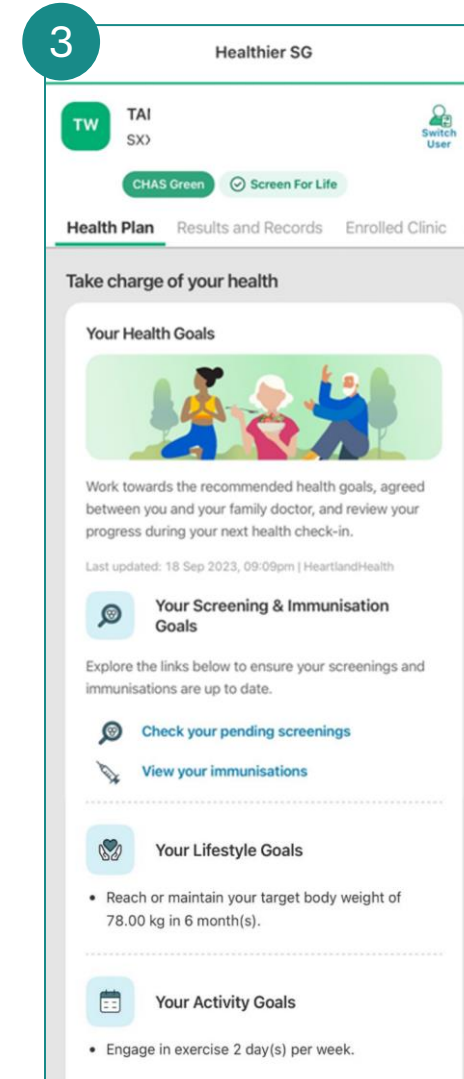 3
Healthier SG
TW
TAI
SX
Switch
User
CHAS Green
Screen For Life
Health Plan Results and Records Enrolled Clinic
Take charge of your health
Your Health Goals
Work towards the recommended health goals, agreed
between you and your family doctor, and review your
progress during your next health check-in.
Last updated: 18 Sep 2023, 09:09pm | HeartlandHealth
Your Screening & Immunisation
Goals
Explore the links below to ensure your screenings and
immunisations are up to date.
Check your pending screenings
View your immunisations
Your Lifestyle Goals
• Reach or maintain your target body weight of
78.00 kg in 6 month(s).
Your Activity Goals
• Engage in exercise 2 day(s) per week.